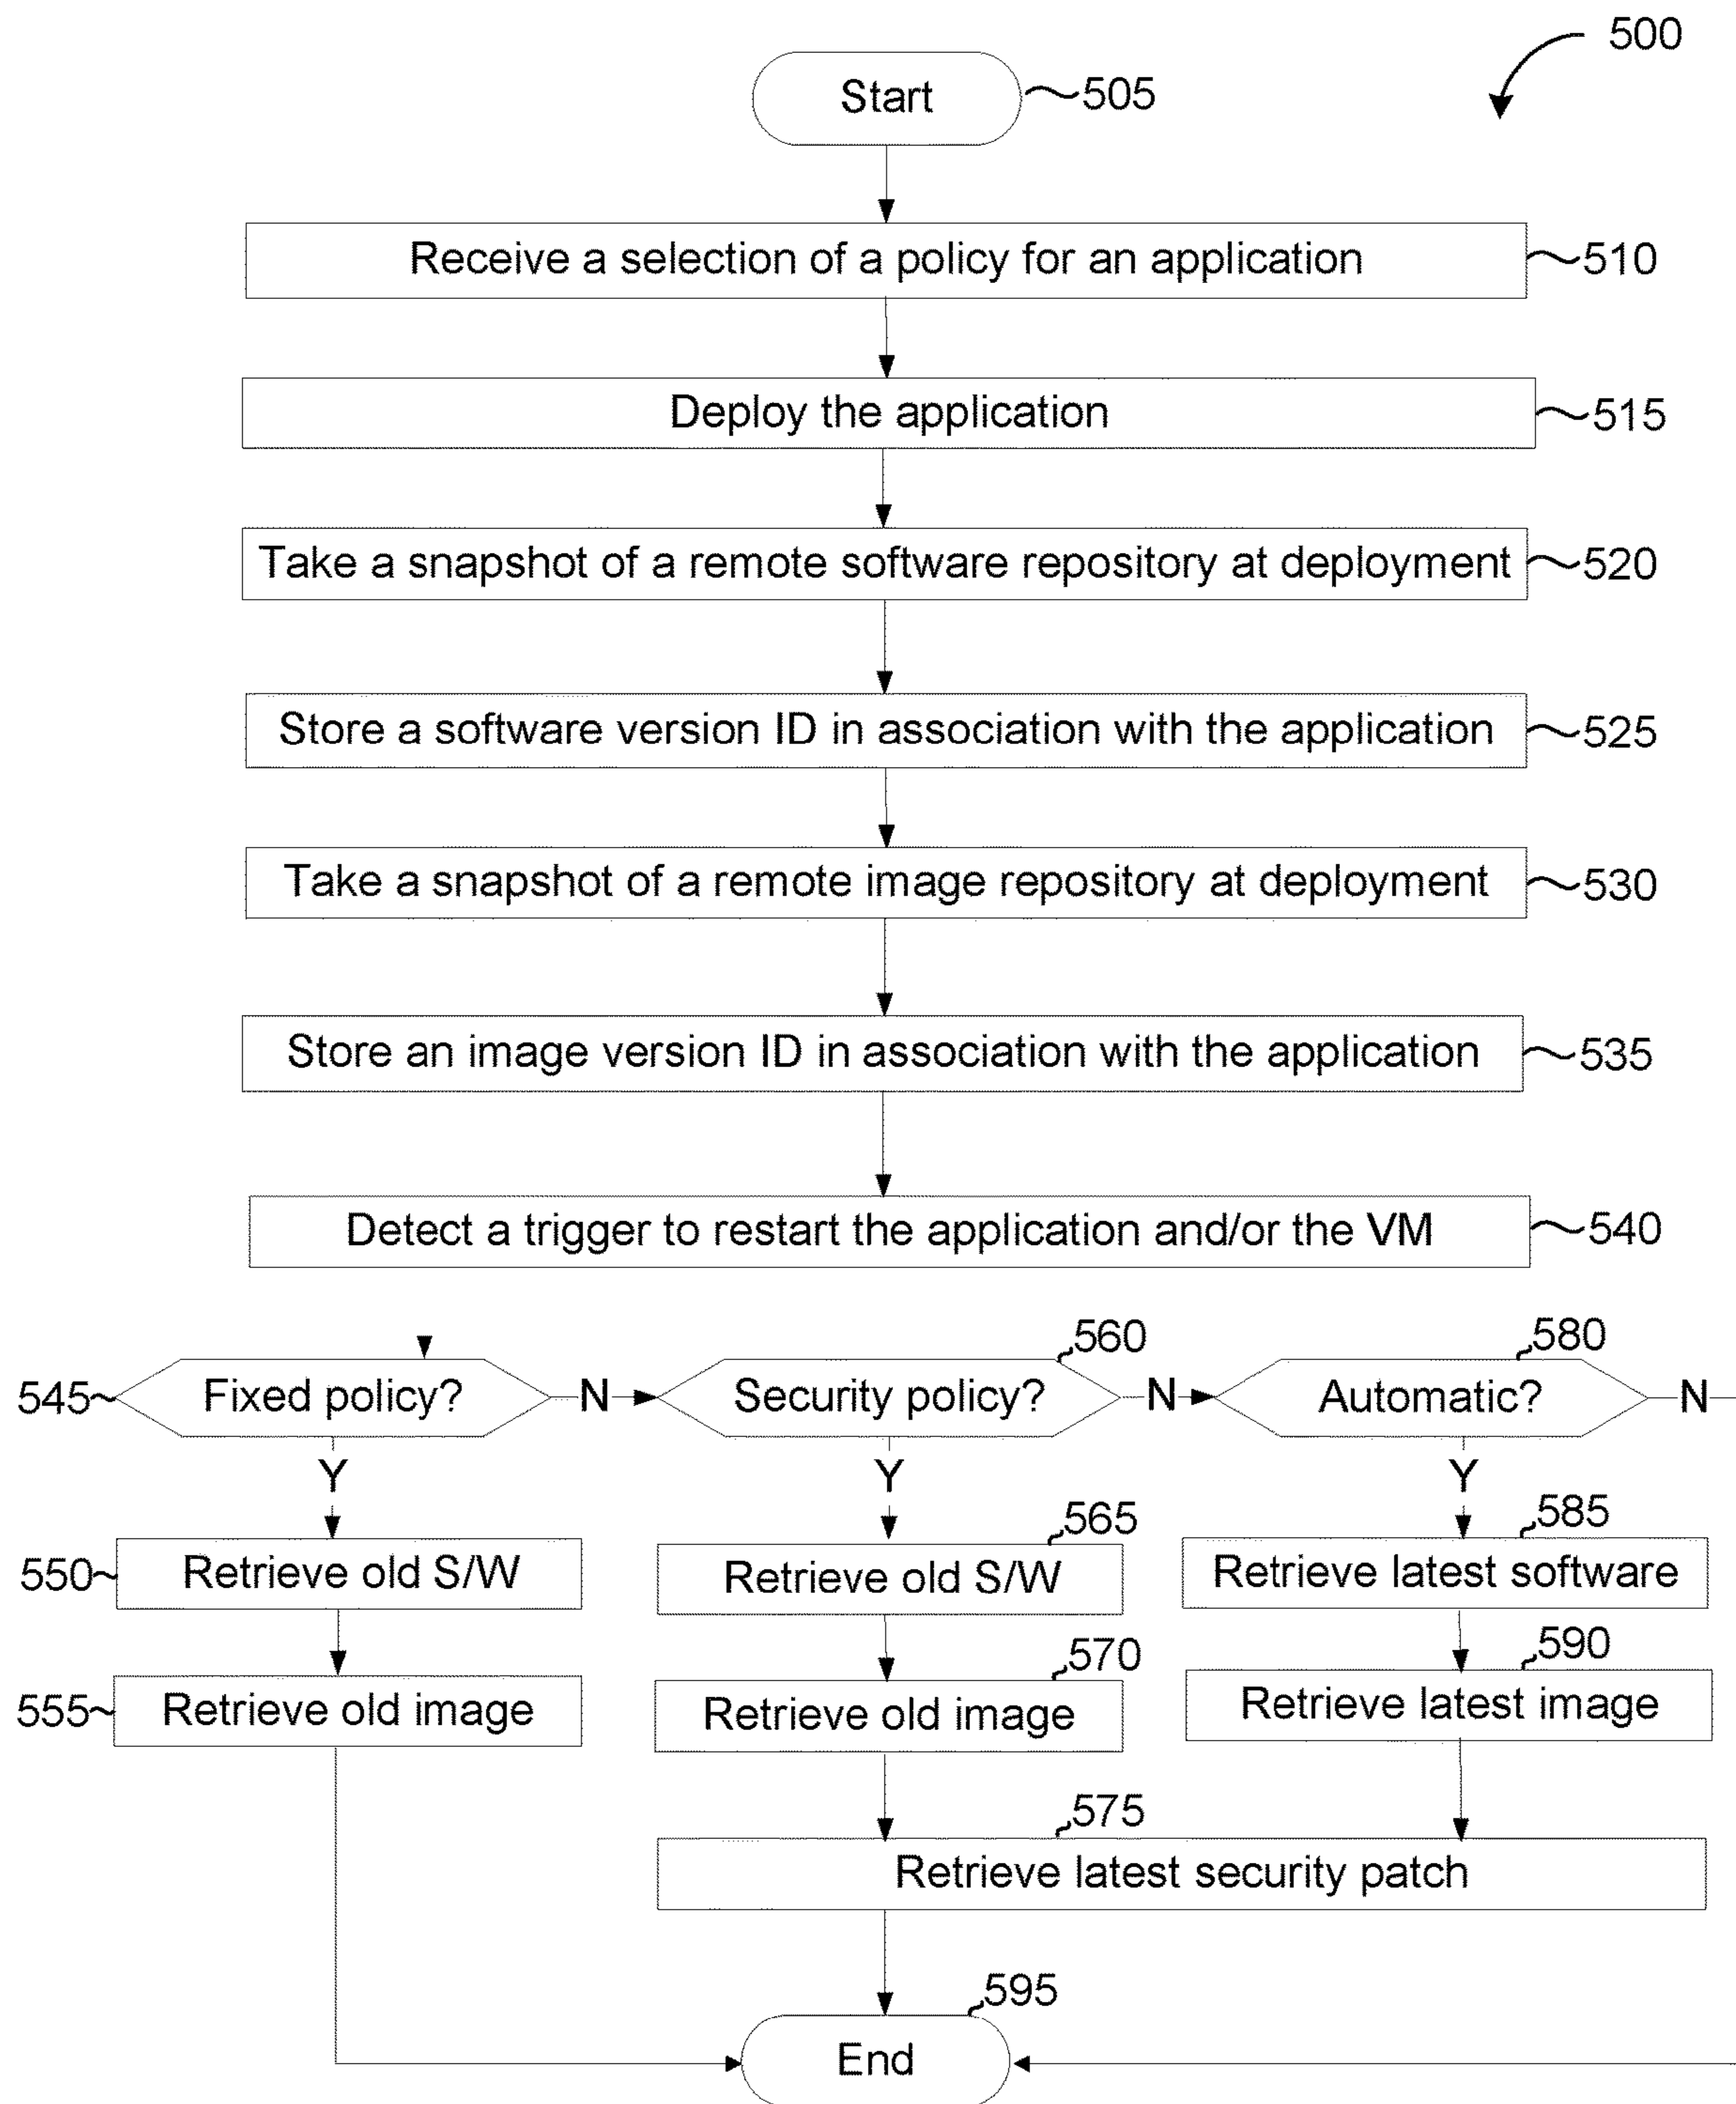 500
Start
505
Receive a selection of a policy for an application
510
Deploy the application
515
Take a snapshot of a remote software repository at deployment
520
Store a software version ID in association with the application
525
Take a snapshot of a remote image repository at deployment
530
Store an image version ID in association with the application
535
Detect a trigger to restart the application and/or the VM
540
545
Fixed policy?
N
560
Security policy?
N
580
Automatic?
N
Y
Y
Y
550
Retrieve old S/W
565
Retrieve old S/W
585
Retrieve latest software
555
Retrieve old image
570
Retrieve old image
590
Retrieve latest image
575
Retrieve latest security patch
595
End